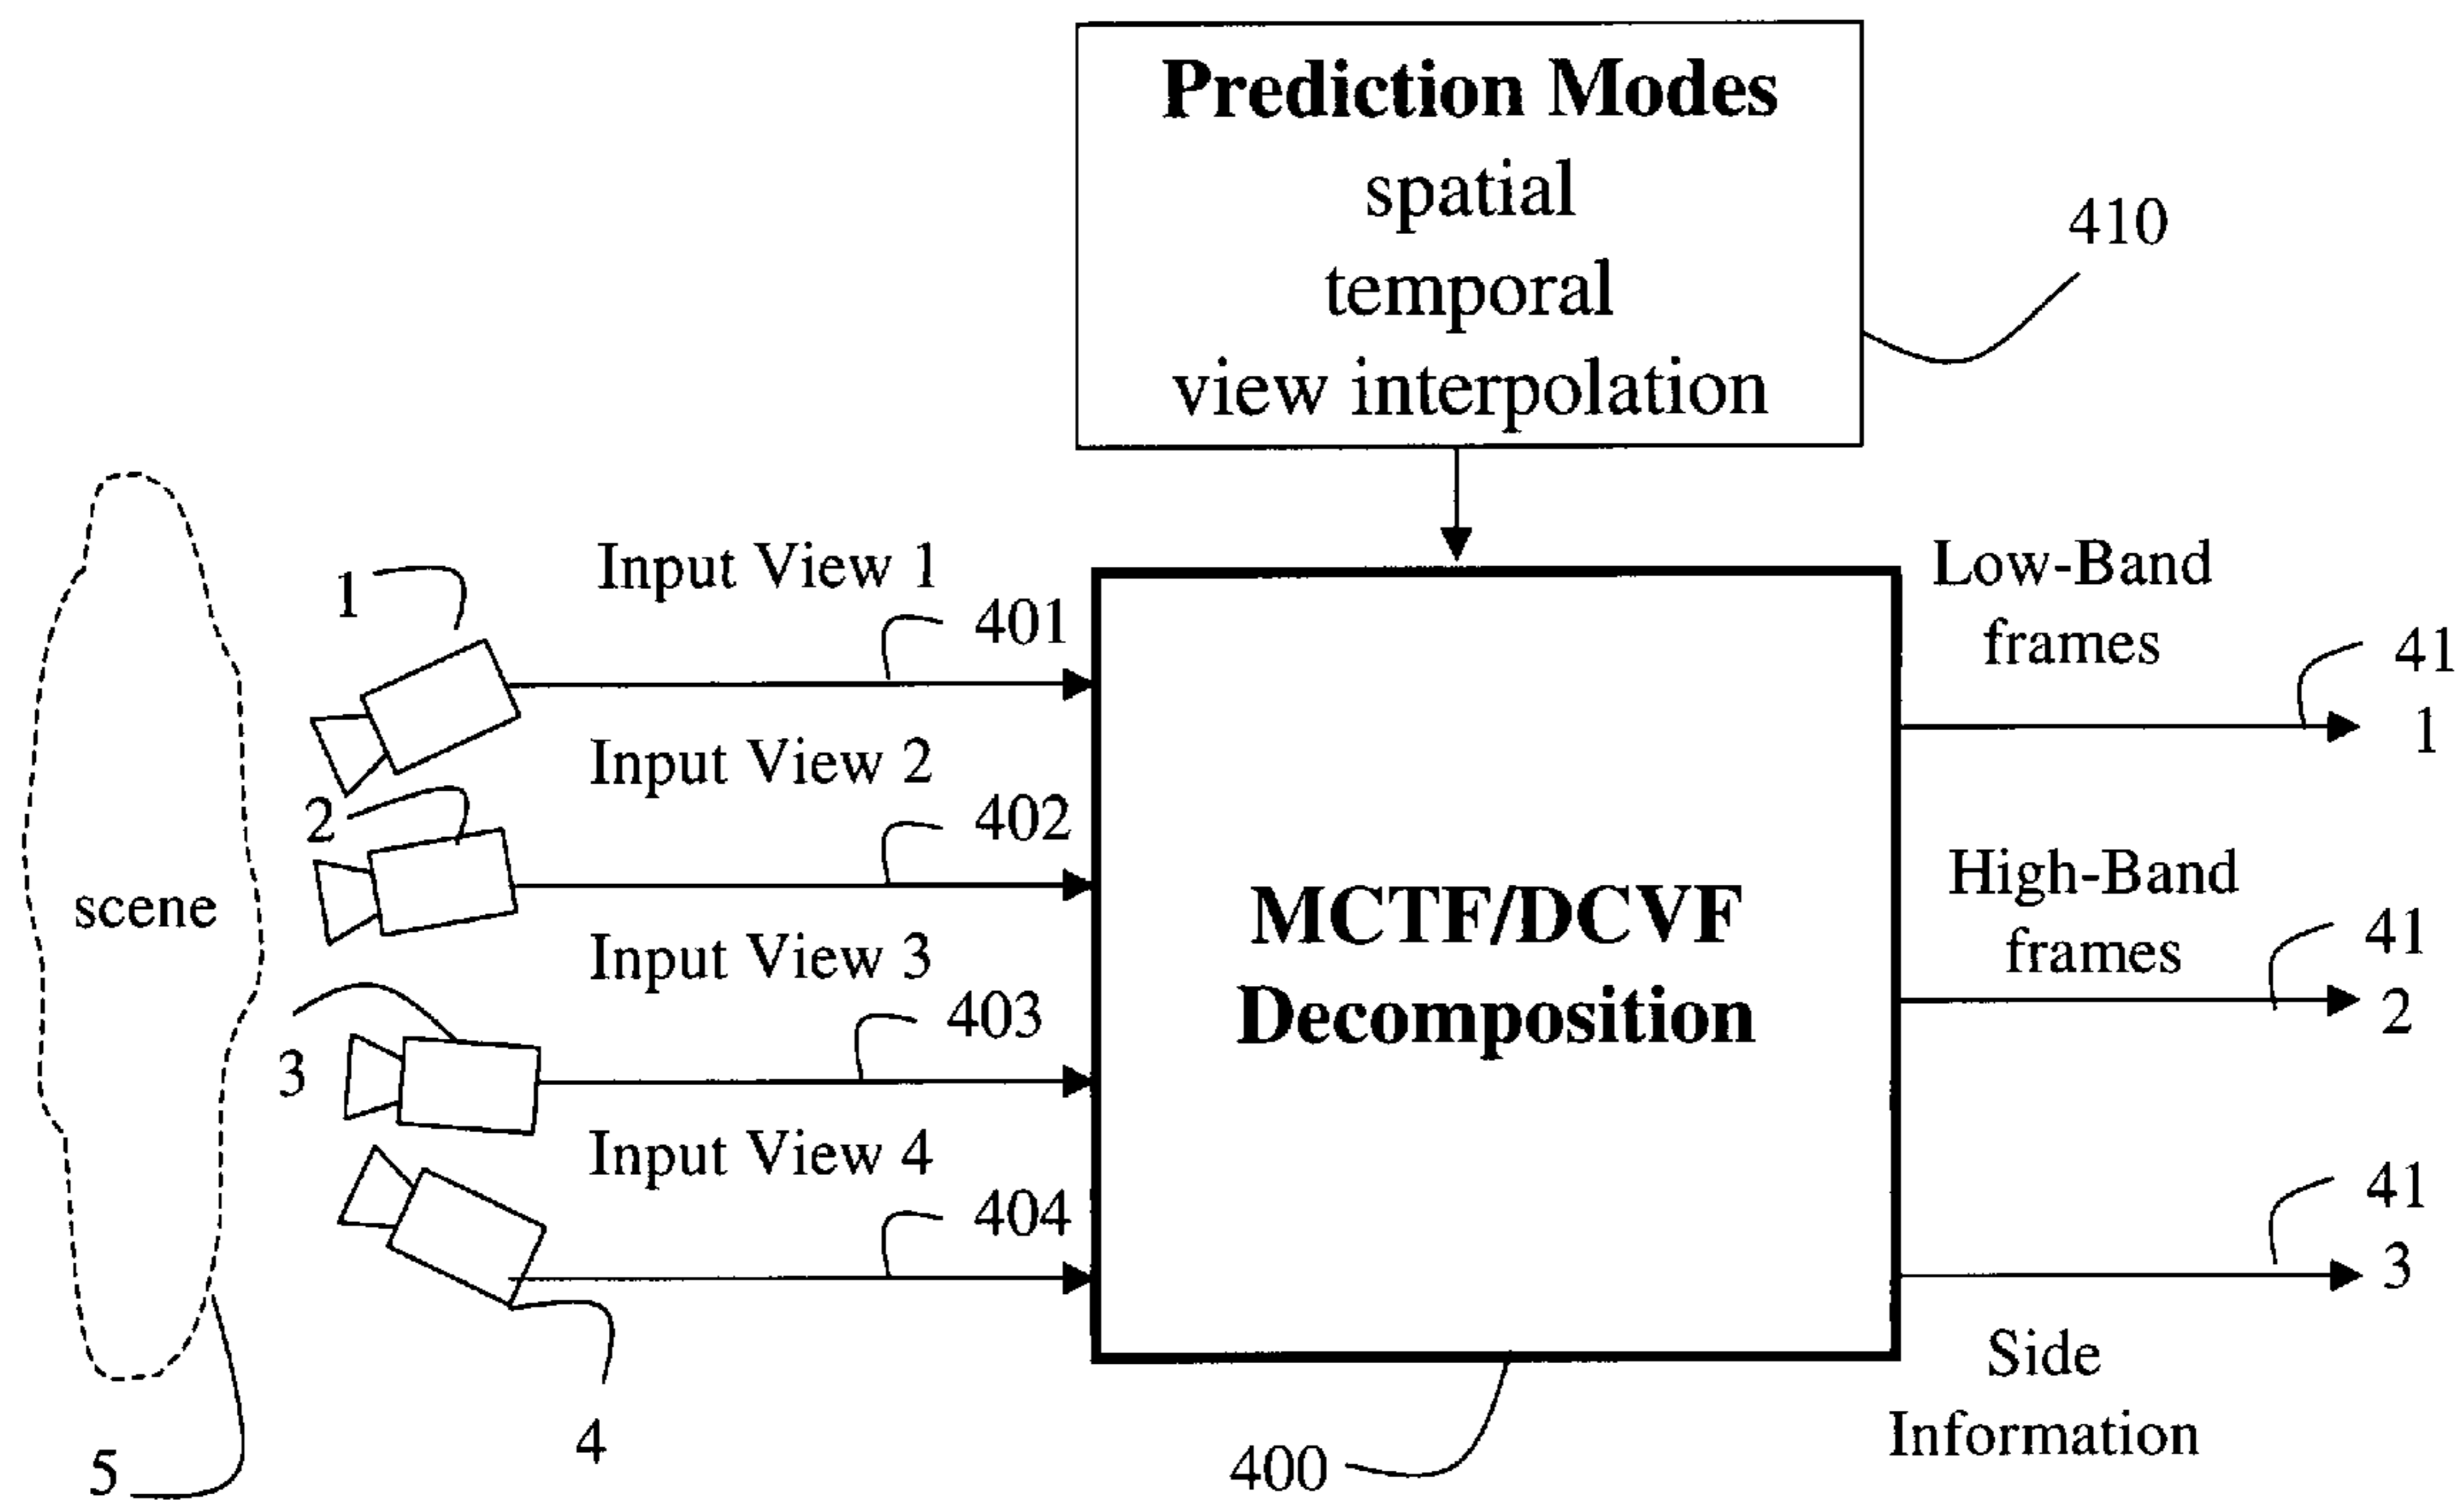 Prediction Modes
spatial
temporal
view interpolation
410
Input View 1
1
401
Input View 2
2
402
Input View 3
3
403
Input View 4
404
4
scene
5
MCTF/DCVF
Decomposition
400
Low-Band
frames
41
1
High-Band
frames
41
2
41
3
Side
Information